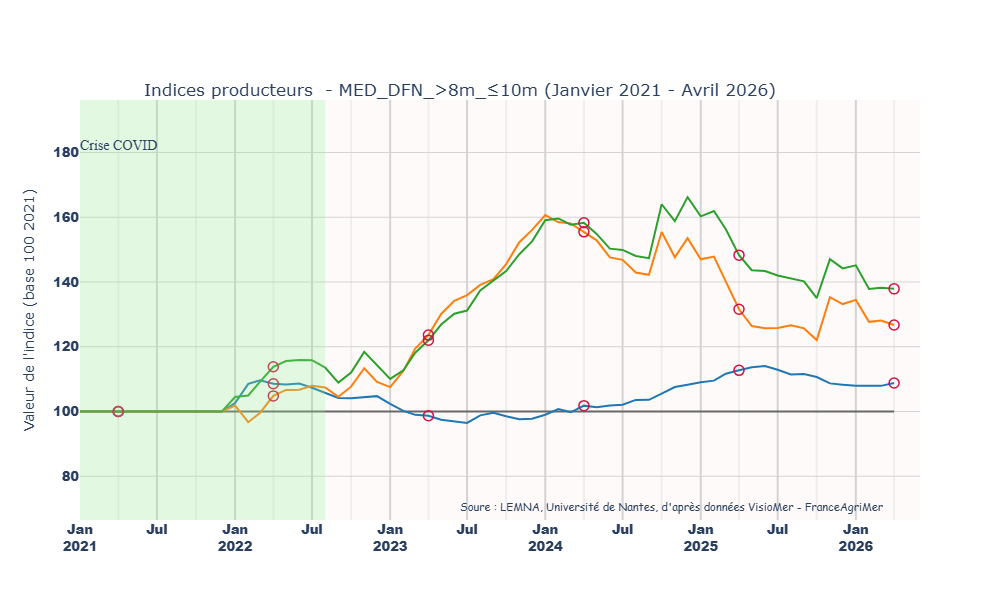 Indices producteurs - MED_DFN_>8m_≤10m (Janvier 2021 - Avril 2026)
Crise COVID
Valeur de l'indice (base 100 2021)
180
160
140
120
100
80
Soure : LEMNA, Université de Nantes, d'après données VisioMer - FranceAgriMer
Jan Jul Jan Jul Jan Jul Jan Jul Jan Jul Jan
2021 2022 2023 2024 2025 2026